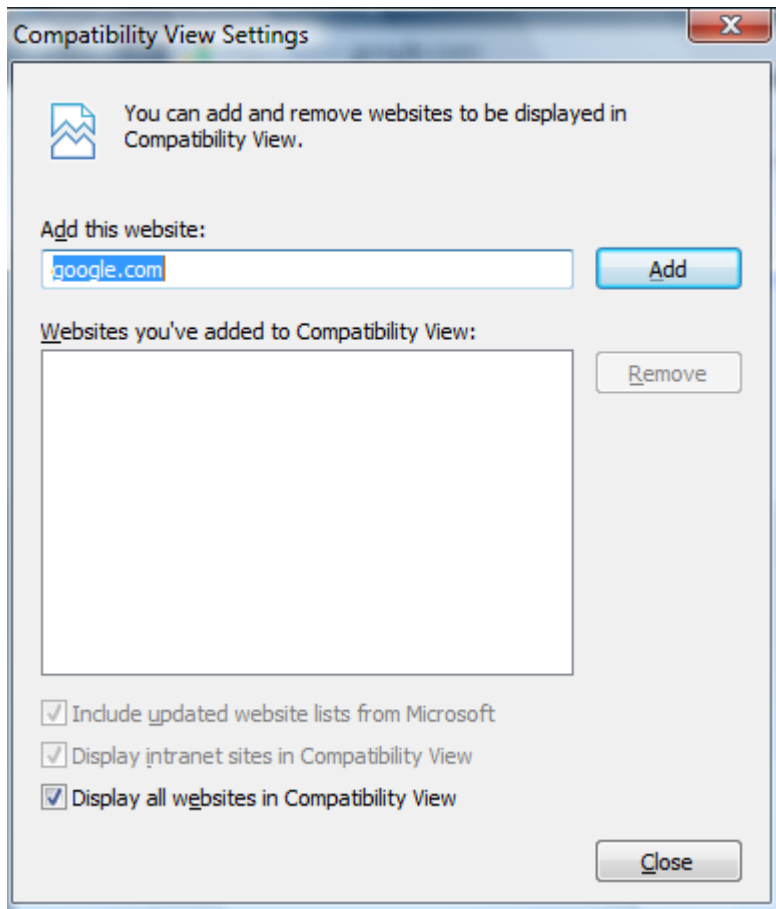 Compatibility View Settings
You can add and remove websites to be displayed in
Compatibility View.
Add this website:
google.com
Add
Websites you've added to Compatibility View:
Remove
Include updated website lists from Microsoft
Display intranet sites in Compatibility View
Display all websites in Compatibility View
Close